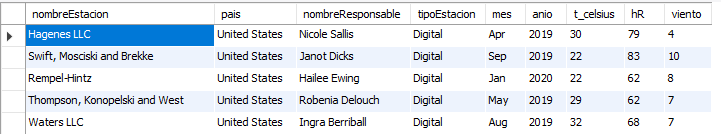 nombreEstacion pais nombreResponsable tipoEstacion mes anio t_celsius hR viento
Hagenes LLC United States Nicole Sallis Digital Apr 2019 30 79 4
Swift, Mosciski and Brekke United States Janot Dicks Digital Sep 2019 22 83 10
Rempel-Hintz United States Hailee Ewing Digital Jan 2020 22 62 8
Thompson, Konopelski and West United States Robenia Delouch Digital May 2019 29 62 7
Waters LLC United States Ingra Berriball Digital Aug 2019 32 68 7